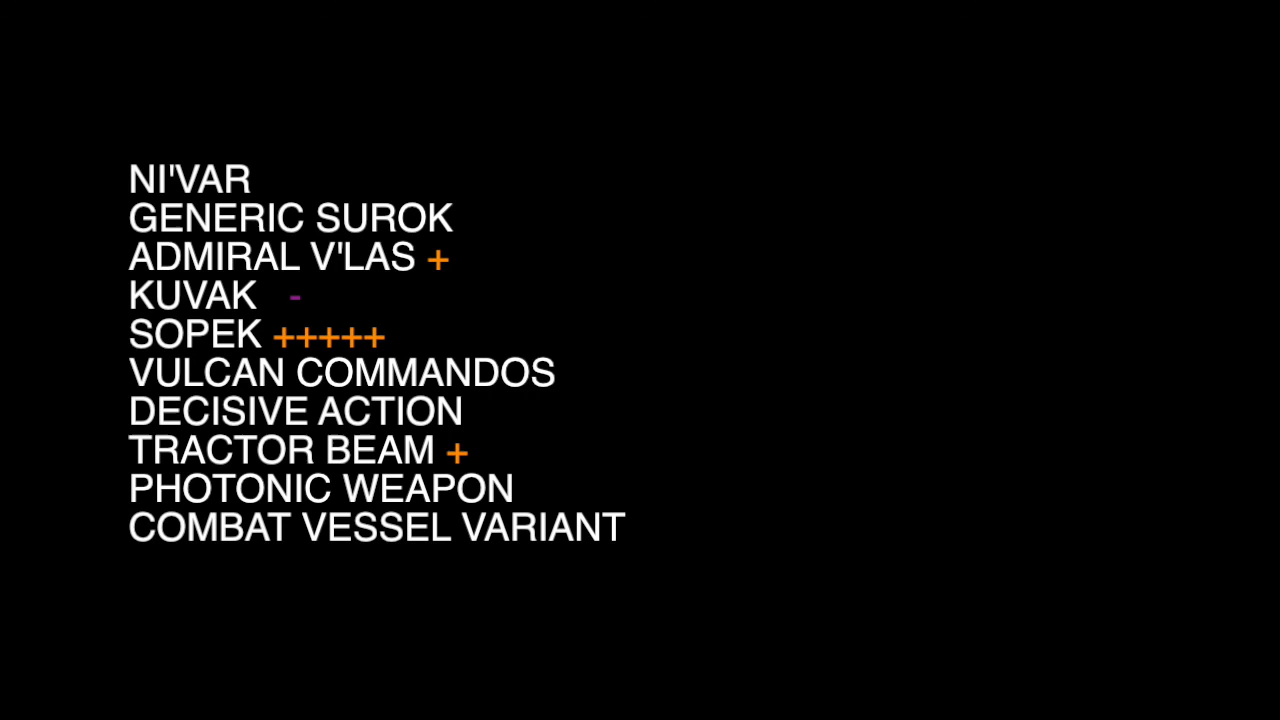 NI'VAR
GENERIC SUROK
ADMIRAL V'LAS +
KUVAK -
SOPEK +++++
VULCAN COMMANDOS
DECISIVE ACTION
TRACTOR BEAM +
PHOTONIC WEAPON
COMBAT VESSEL VARIANT